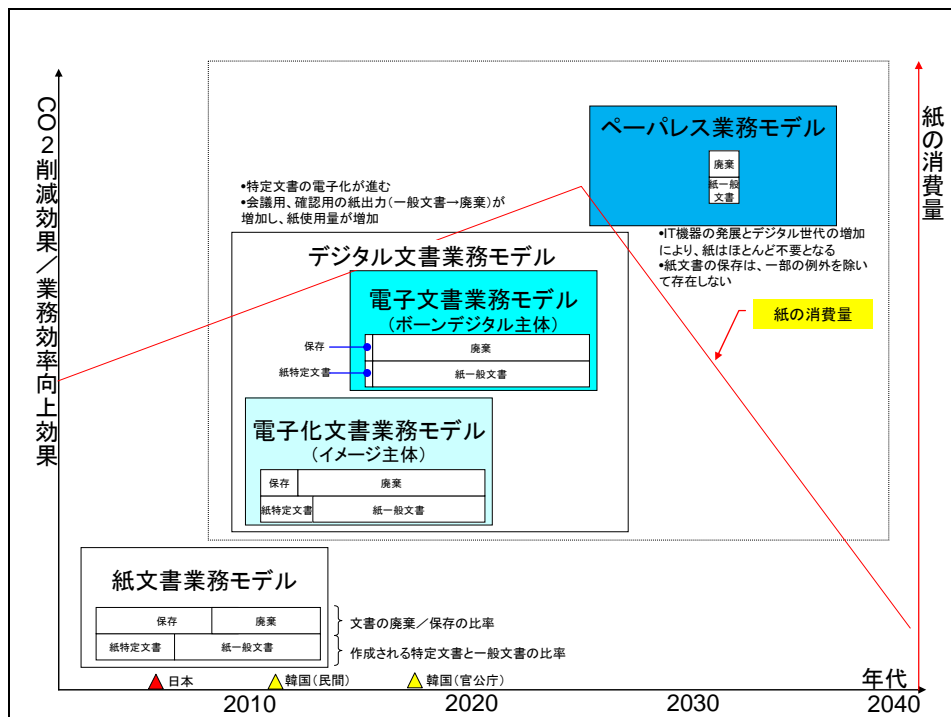 CO2削減効果/業務効率向上効果
紙の消費量
ペーパレス業務モデル
廃棄
紙一般
文書
•特定文書の電子化が進む
•会議用、確認用の紙出力(一般文書→廃棄)が
増加し、紙使用量が増加
•IT機器の発展とデジタル世代の増加
により、紙はほとんど不要となる
•紙文書の保存は、一部の例外を除い
て存在しない
デジタル文書業務モデル
電子文書業務モデル
(ボーンデジタル主体)
保存
廃棄
紙特定文書
紙一般文書
紙の消費量
電子化文書業務モデル
(イメージ主体)
保存
廃棄
紙特定文書
紙一般文書
紙文書業務モデル
保存
廃棄
文書の廃棄/保存の比率
紙特定文書
紙一般文書
作成される特定文書と一般文書の比率
日本
韓国(民間)
韓国(官公庁)
年代
2010
2020
2030
2040